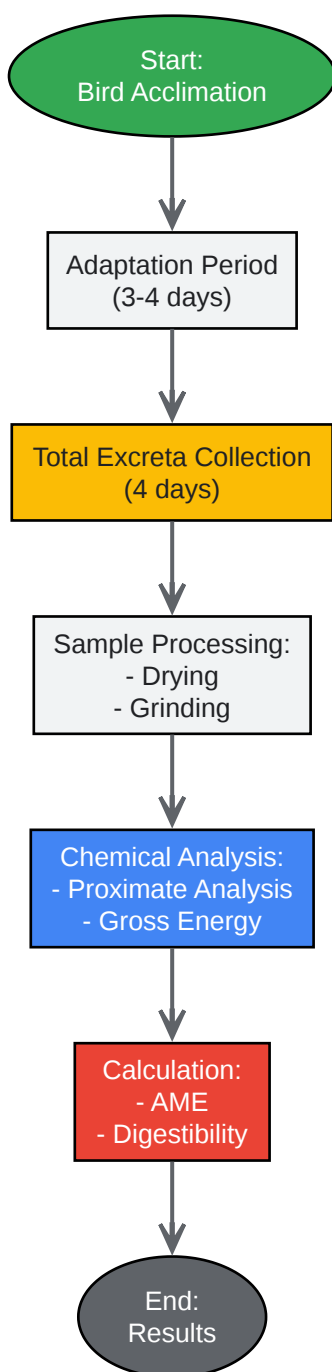 Start:
Bird Acclimation
Adaptation Period
(3-4 days)
Total Excreta Collection
(4 days)
Sample Processing:
- Drying
- Grinding
Chemical Analysis:
- Proximate Analysis
- Gross Energy
Calculation:
- AME
- Digestibility
End:
Results